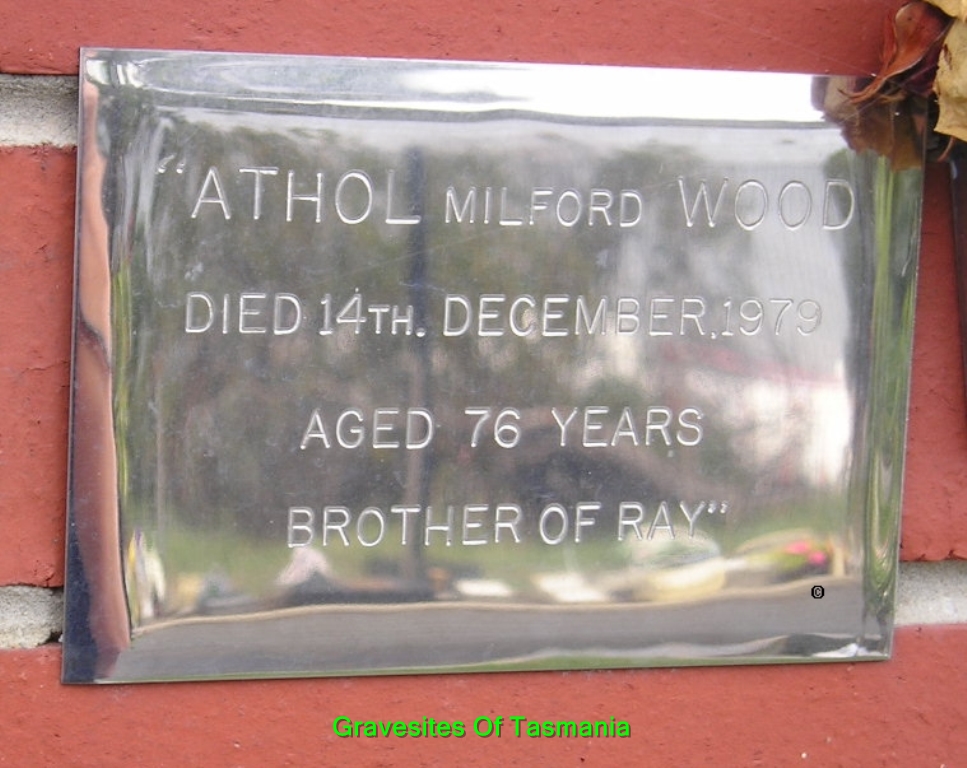 "ATHOL MILFORD WOOD
DIED 14TH. DECEMBER,1979
AGED 76 YEARS
BROTHER OF RAY"
©
Gravesites Of Tasmania